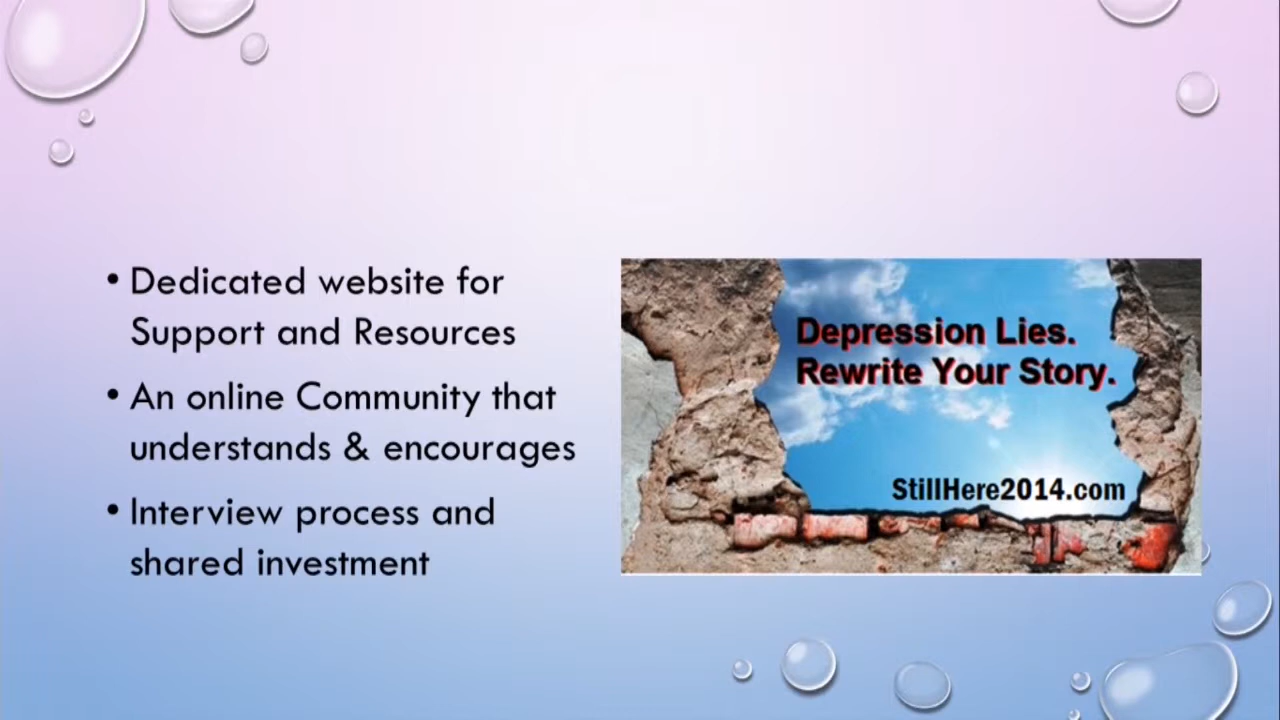 • Dedicated website for
Support and Resources
• An online Community that
understands & encourages
• Interview process and
shared investment
Depression Lies.
Rewrite Your Story.
StillHere2014.com